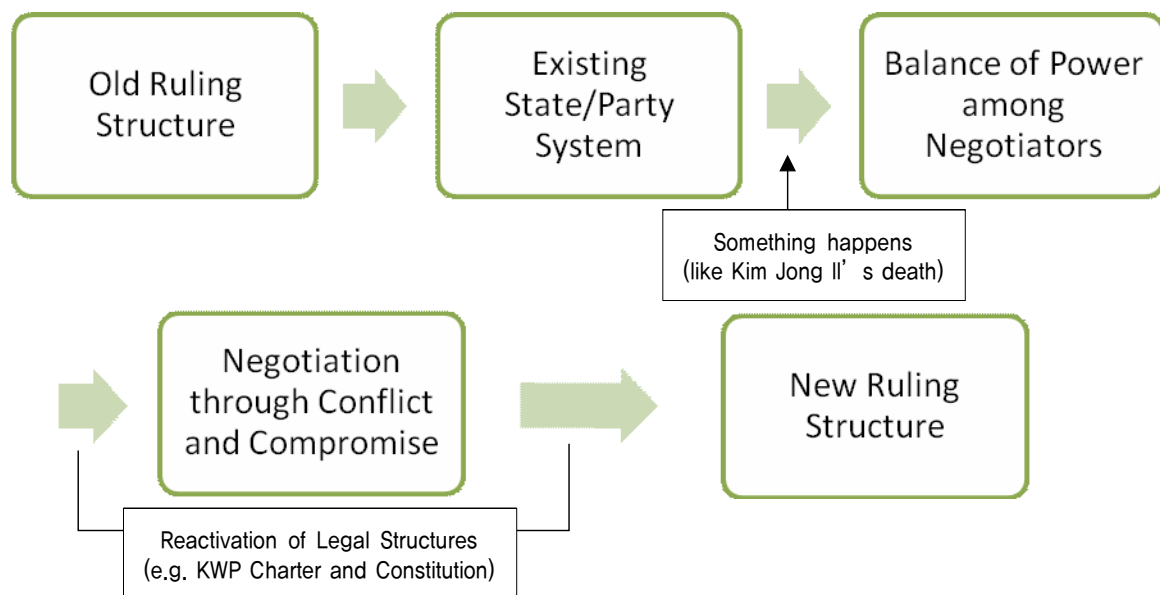 Old Ruling
Structure
Existing
State/Party
System
Balance of Power
among
Negotiators
Something happens
(like Kim Jong Il's death)
Negotiation
through Conflict
and Compromise
New Ruling
Structure
Reactivation of Legal Structures
(e.g. KWP Charter and Constitution)